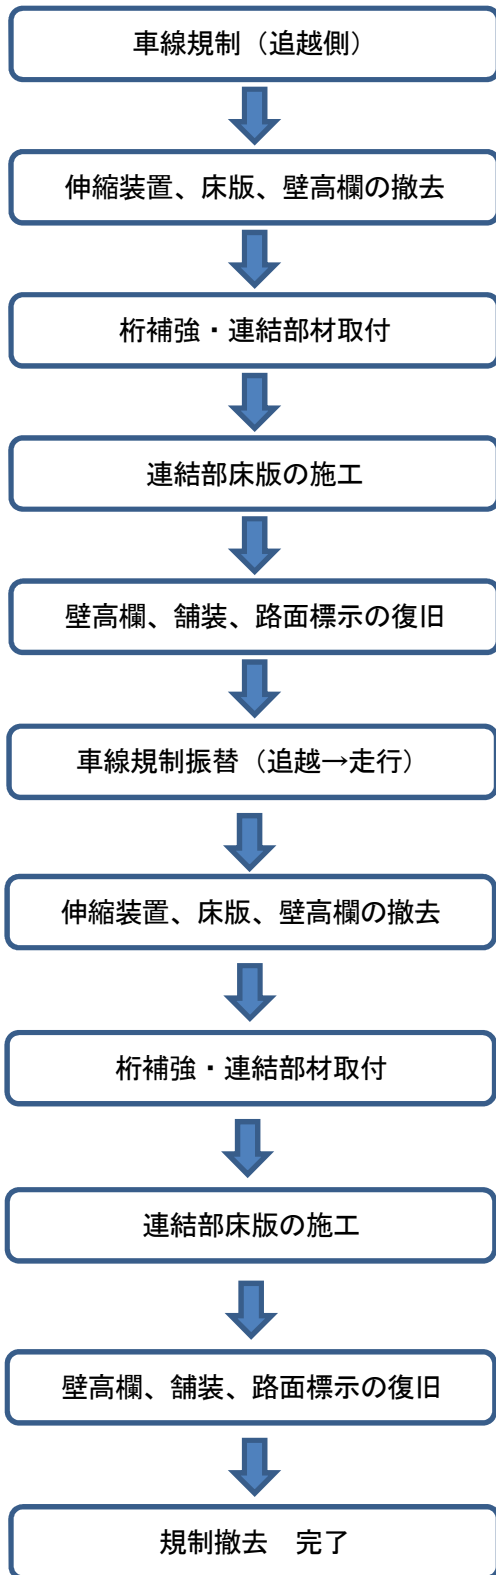 車線規制（追越側）
伸縮装置、床版、壁高欄の撤去
桁補強・連結部材取付
連結部床版の施工
壁高欄、舗装、路面標示の復旧
車線規制振替（追越→走行）
伸縮装置、床版、壁高欄の撤去
桁補強・連結部材取付
連結部床版の施工
壁高欄、舗装、路面標示の復旧
規制撤去　完了